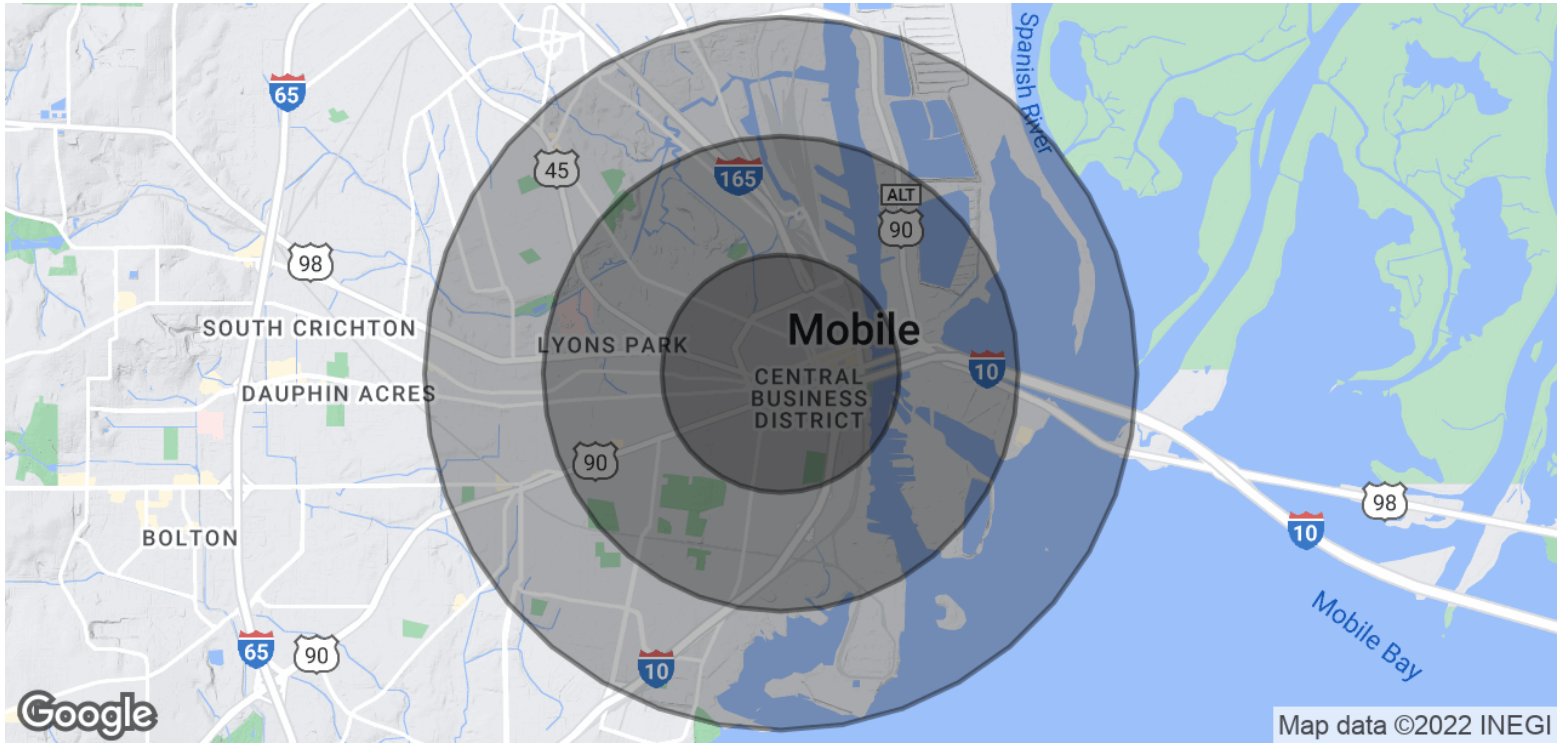 Spanish River
65
45
165
ALT
90
98
SOUTH CRICHTON
Mobile
LYONS PARK
10
CENTRAL
BUSINESS
DISTRICT
DAUPHIN ACRES
90
98
BOLTON
10
Mobile Bay
65
90
10
Google
Map data ©2022 INEGI